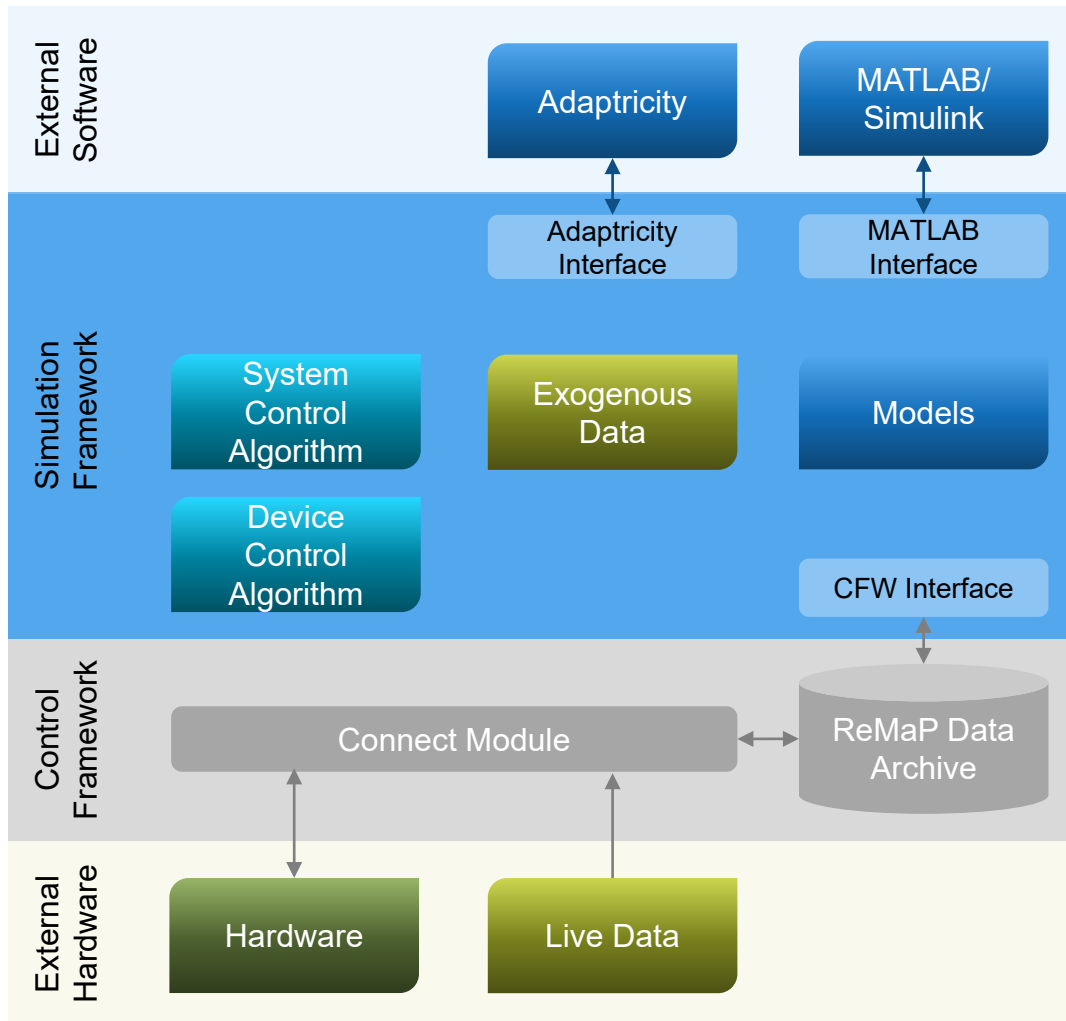 External
Software
Adaptricity
MATLAB/
Simulink
Simulation
Framework
Adaptricity
Interface
MATLAB
Interface
System
Control
Algorithm
Exogenous
Data
Models
Device
Control
Algorithm
CFW Interface
Control
Framework
Connect Module
ReMaP Data
Archive
External
Hardware
Hardware
Live Data